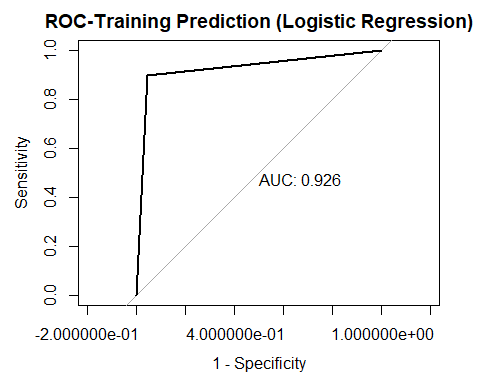 ROC-Training Prediction (Logistic Regression)
1.0
0.8
0.6
0.4
0.2
0.0
Sensitivity
AUC: 0.926
-2.000000e-01 4.000000e-01 1.000000e+00
1 - Specificity